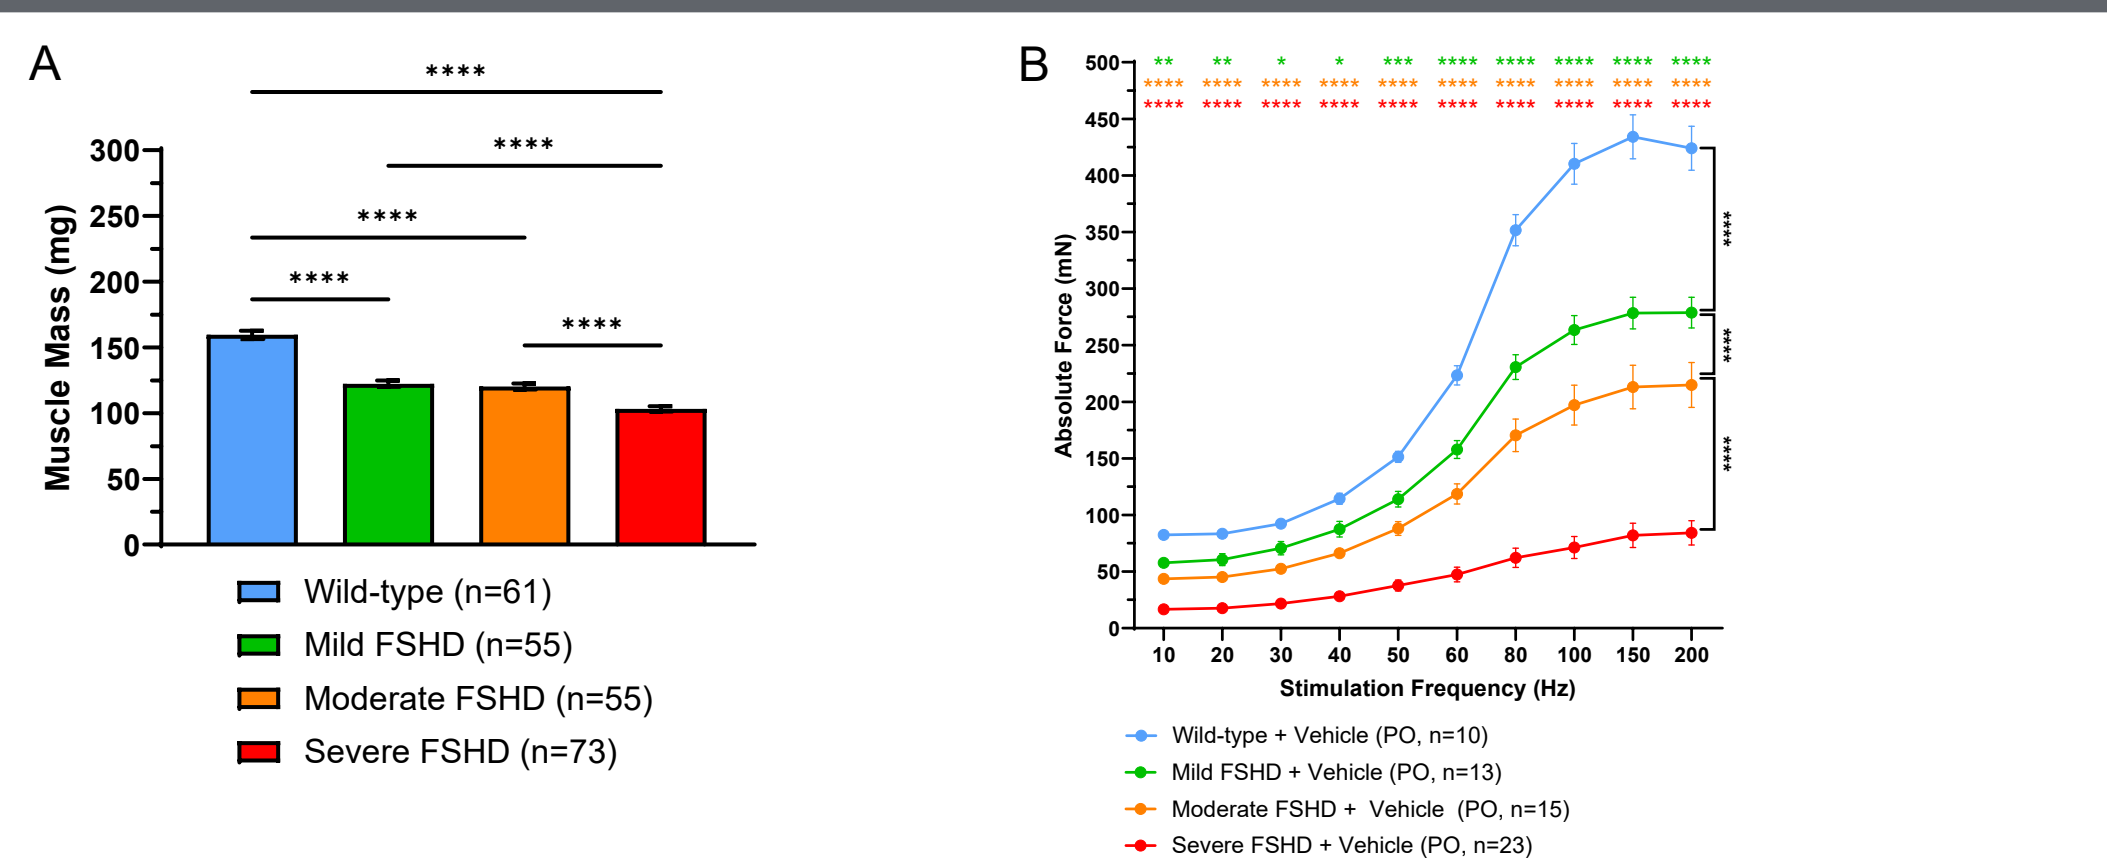 A
****
****
****
****
****
300
250
200
150
100
50
0
Muscle Mass (mg)
Wild-type (n=61)
Mild FSHD (n=55)
Moderate FSHD (n=55)
Severe FSHD (n=73)
B
** ** * * *** **** **** **** **** ****
**** **** **** **** **** **** **** **** **** ****
**** **** **** **** **** **** **** **** **** ****
500
450
400
350
300
250
200
150
100
50
0
Absolute Force (mN)
****
****
****
10 20 30 40 50 60 80 100 150 200
Stimulation Frequency (Hz)
Wild-type + Vehicle (PO, n=10)
Mild FSHD + Vehicle (PO, n=13)
Moderate FSHD + Vehicle (PO, n=15)
Severe FSHD + Vehicle (PO, n=23)